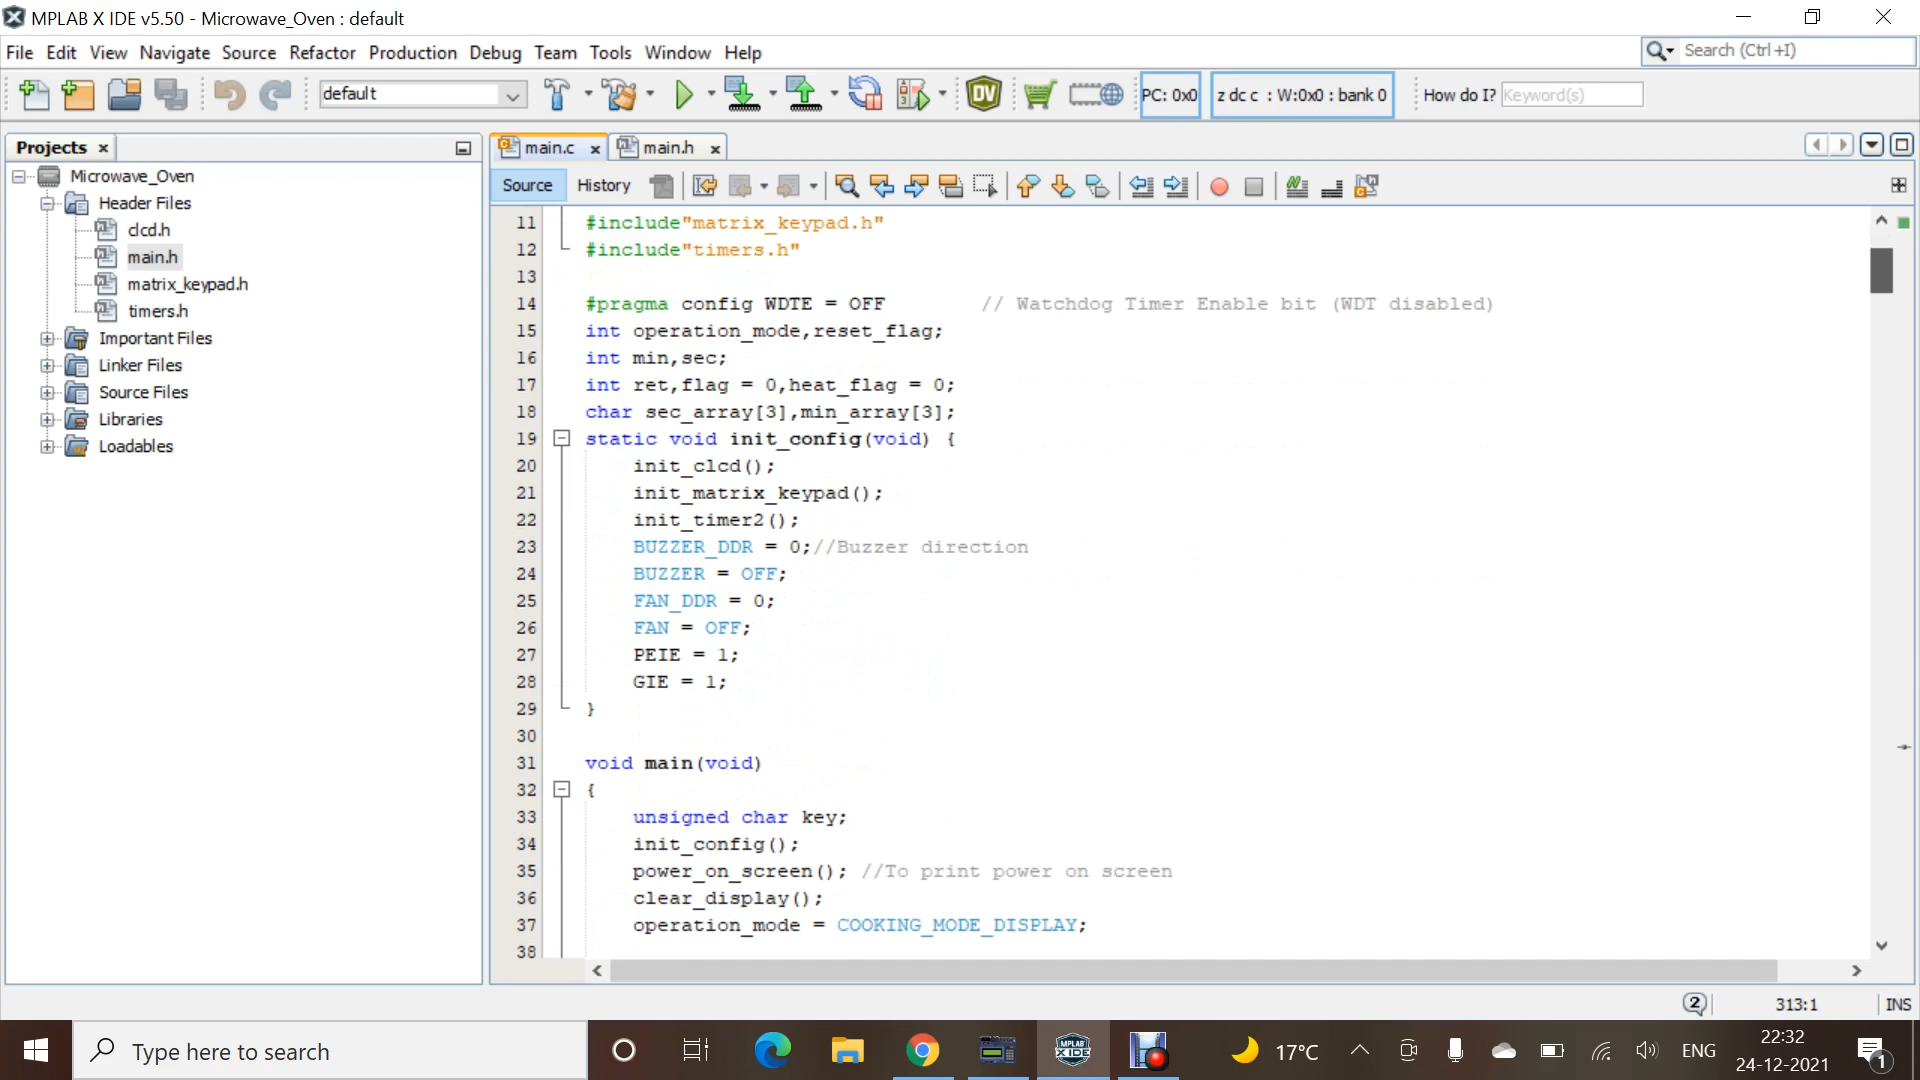 MPLAB X IDE v5.50 - Microwave_Oven : default
File Edit View Navigate Source Refactor Production Debug Team Tools Window Help
Search (Ctrl+I)
default
PC: 0x0
z dc c : W:0x0 : bank 0
How do I?
Keyword(s)
Projects
main.c
main.h
Microwave_Oven
Header Files
clcd.h
main.h
matrix_keypad.h
timers.h
Important Files
Linker Files
Source Files
Libraries
Loadables
Source
History
11 #include"matrix_keypad.h"
12 #include"timers.h"
13
14 #pragma config WDTE = OFF // Watchdog Timer Enable bit (WDT disabled)
15 int operation_mode,reset_flag;
16 int min,sec;
17 int ret,flag = 0,heat_flag = 0;
18 char sec_array[3],min_array[3];
19 static void init_config(void) {
20 init_clcd();
21 init_matrix_keypad();
22 init_timer2();
23 BUZZER_DDR = 0;//Buzzer direction
24 BUZZER = OFF;
25 FAN_DDR = 0;
26 FAN = OFF;
27 PEIE = 1;
28 GIE = 1;
29 }
30
31 void main(void)
32 {
33 unsigned char key;
34 init_config();
35 power_on_screen(); //To print power on screen
36 clear_display();
37 operation_mode = COOKING_MODE_DISPLAY;
38
2
313:1
INS
Type here to search
17°C
ENG
22:32
24-12-2021
1